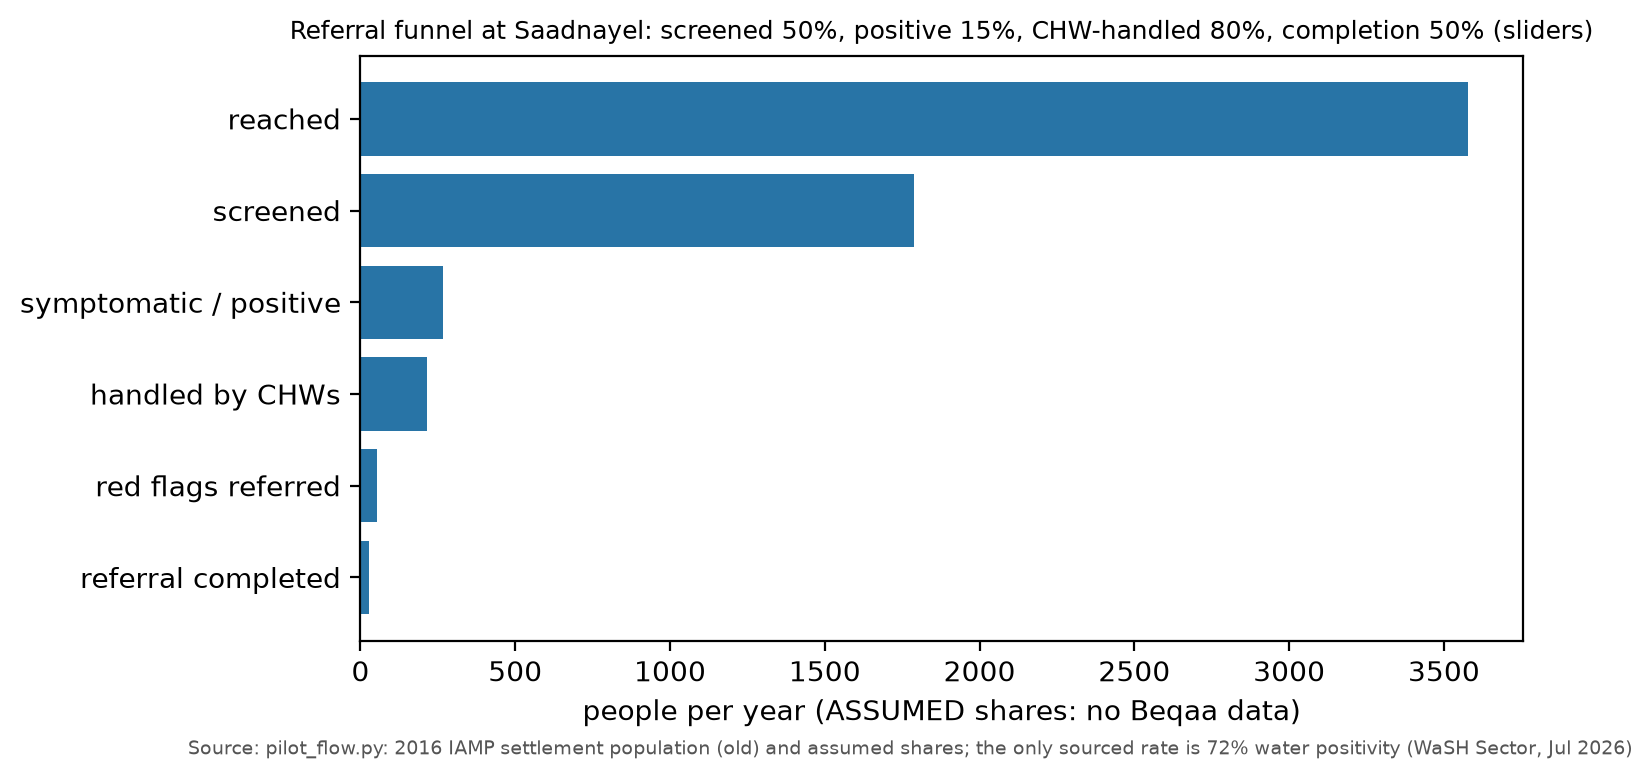 Referral funnel at Saadnayel: screened 50%, positive 15%, CHW-handled 80%, completion 50% (sliders)
reached
screened
symptomatic / positive
handled by CHWs
red flags referred
referral completed
0 500 1000 1500 2000 2500 3000 3500
people per year (ASSUMED shares: no Beqaa data)
Source: pilot_flow.py: 2016 IAMP settlement population (old) and assumed shares; the only sourced rate is 72% water positivity (WaSH Sector, Jul 2026)